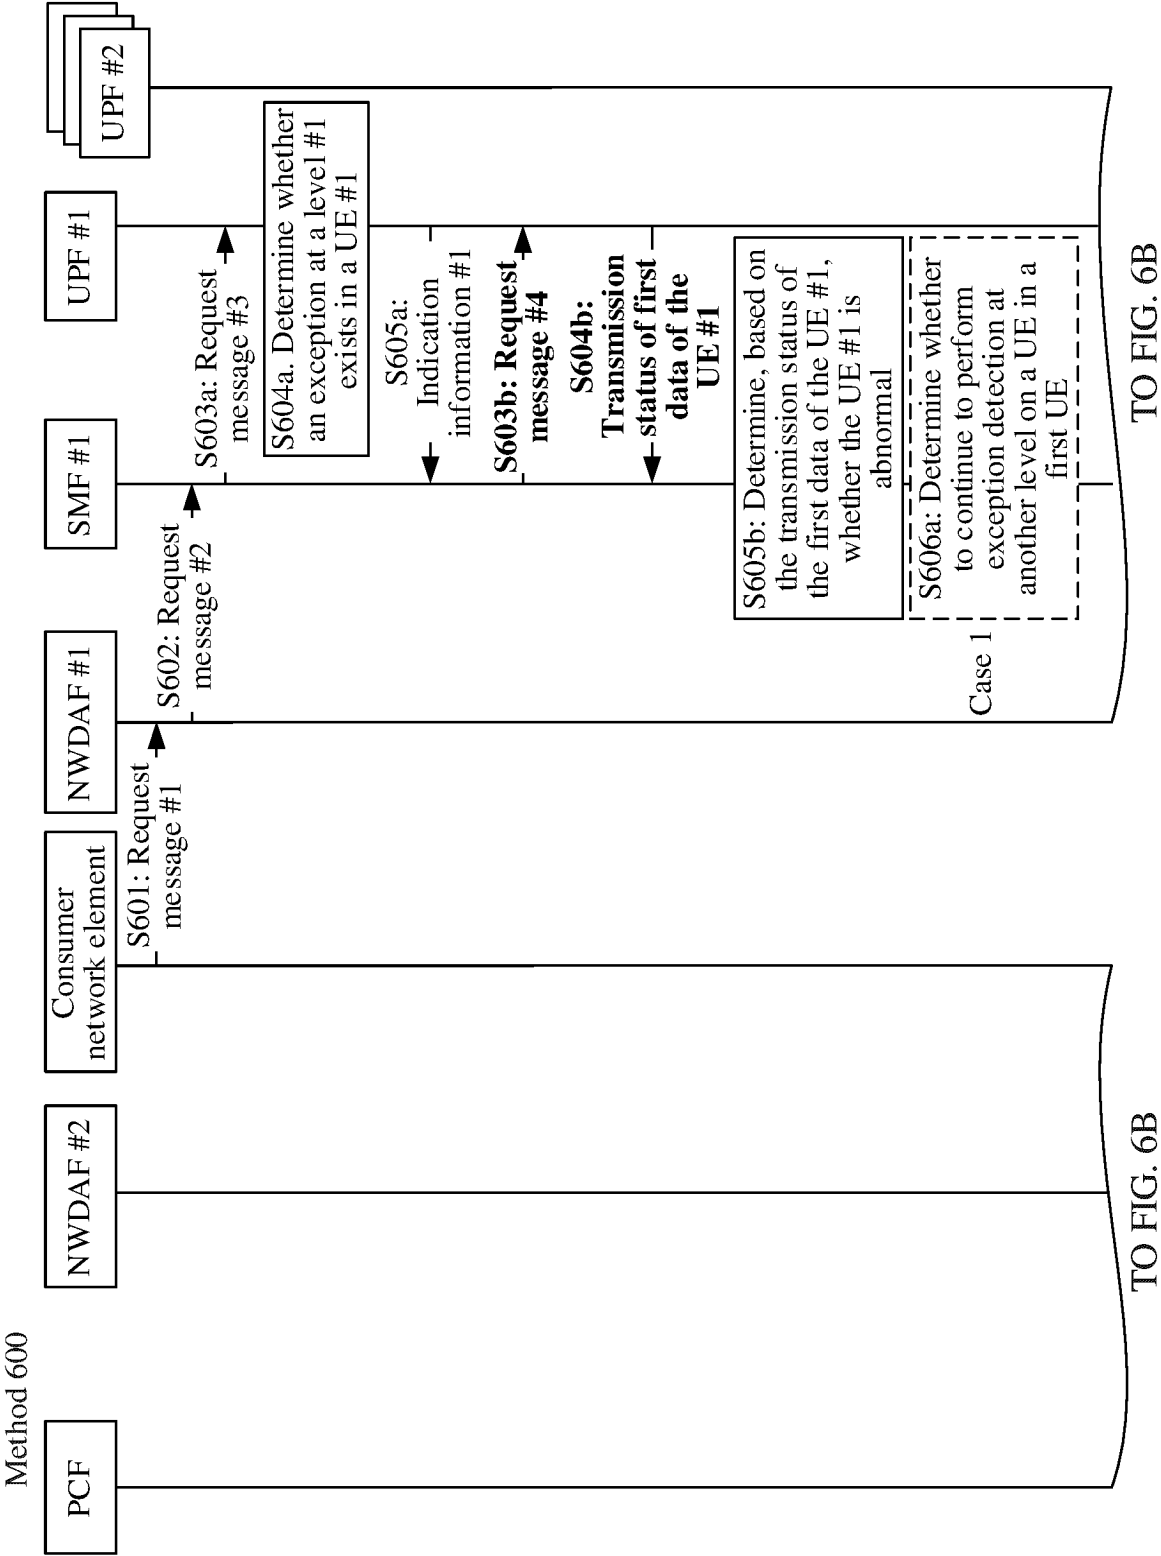 Method 600
PCF
NWDAF #2
Consumer
network element
NWDAF #1
SMF #1
UPF #1
UPF #2
S601: Request
message #1
S602: Request
message #2
S603a: Request
message #3
S604a. Determine whether
an exception at a level #1
exists in a UE #1
S605a:
Indication
information #1
S603b: Request
message #4
S604b:
Transmission
status of first
data of the
UE #1
S605b: Determine, based on
the transmission status of
the first data of the UE #1,
whether the UE #1 is
abnormal
Case 1
S606a: Determine whether
to continue to perform
exception detection at
another level on a UE in a
first UE
TO FIG. 6B
TO FIG. 6B